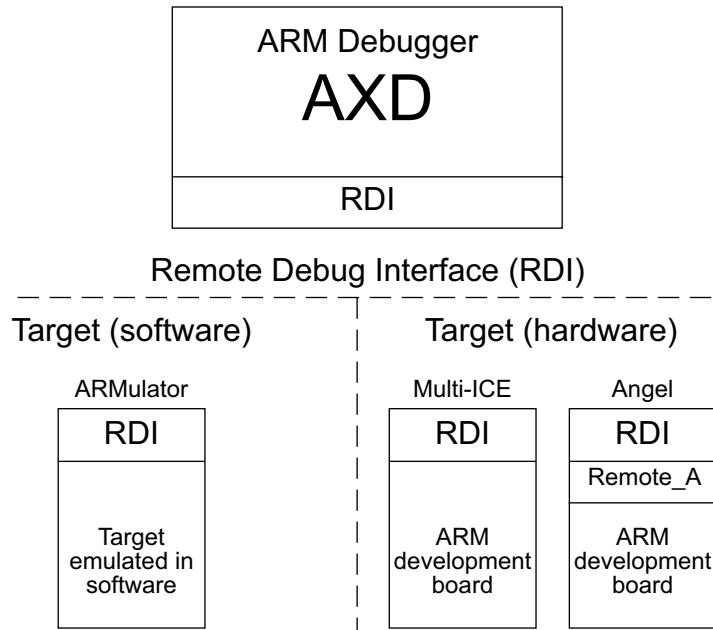 ARM Debugger
AXD
RDI
Remote Debug Interface (RDI)
Target (software)
Target (hardware)
ARMulator
RDI
Target
emulated in
software
Multi-ICE
RDI
ARM
development
board
Angel
RDI
Remote_A
ARM
development
board